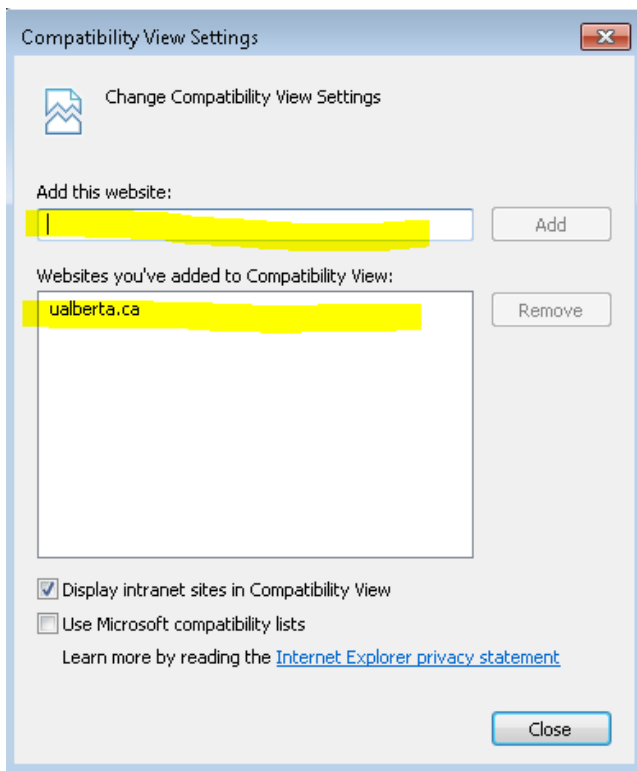 Compatibility View Settings
Change Compatibility View Settings
Add this website:
Add
Websites you've added to Compatibility View:
ualberta.ca
Remove
Display intranet sites in Compatibility View
Use Microsoft compatibility lists
Learn more by reading the Internet Explorer privacy statement
Close